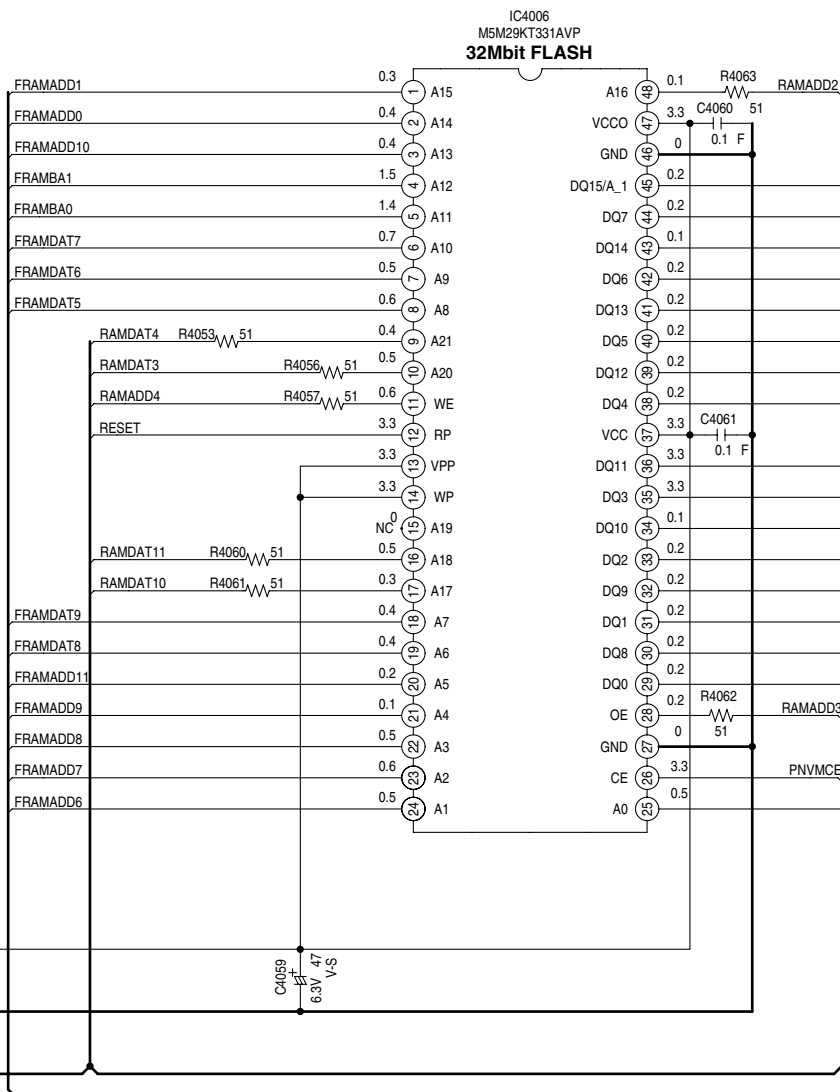 IC4006
M5M29KT331AVP
32Mbit FLASH
FRAMADD1 0.3 1 A15 A16 48 0.1 R4063 51 RAMADD2
FRAMADD0 0.4 2 A14 VCCO 47 3.3 C4060 0.1 F
FRAMADD10 0.4 3 A13 GND 46 0
FRAMBA1 1.5 4 A12 DQ15/A_1 45 0.2
FRAMBA0 1.4 5 A11 DQ7 44 0.2
FRAMDAT7 0.7 6 A10 DQ14 43 0.1
FRAMDAT6 0.5 7 A9 DQ6 42 0.2
FRAMDAT5 0.6 8 A8 DQ13 41 0.2
RAMDAT4 R4053 51 0.4 9 A21 DQ5 40 0.2
RAMDAT3 R4056 51 0.5 10 A20 DQ12 39 0.2
RAMADD4 R4057 51 0.6 11 WE DQ4 38 0.2
RESET 3.3 12 RP VCC 37 3.3 C4061 0.1 F
3.3 13 VPP DQ11 36 3.3
3.3 14 WP DQ3 35 3.3
NC 0 15 A19 DQ10 34 0.1
RAMDAT11 R4060 51 0.5 16 A18 DQ2 33 0.2
RAMDAT10 R4061 51 0.3 17 A17 DQ9 32 0.2
FRAMDAT9 0.4 18 A7 DQ1 31 0.2
FRAMDAT8 0.4 19 A6 DQ8 30 0.2
FRAMADD11 0.2 20 A5 DQ0 29 0.2
FRAMADD9 0.1 21 A4 OE 28 0.2 R4062 51 RAMADD3
FRAMADD8 0.5 22 A3 GND 27 0
FRAMADD7 0.6 23 A2 CE 26 3.3 PNVMCE
FRAMADD6 0.5 24 A1 A0 25 0.5
C4059
+
6.3V 47
V-S